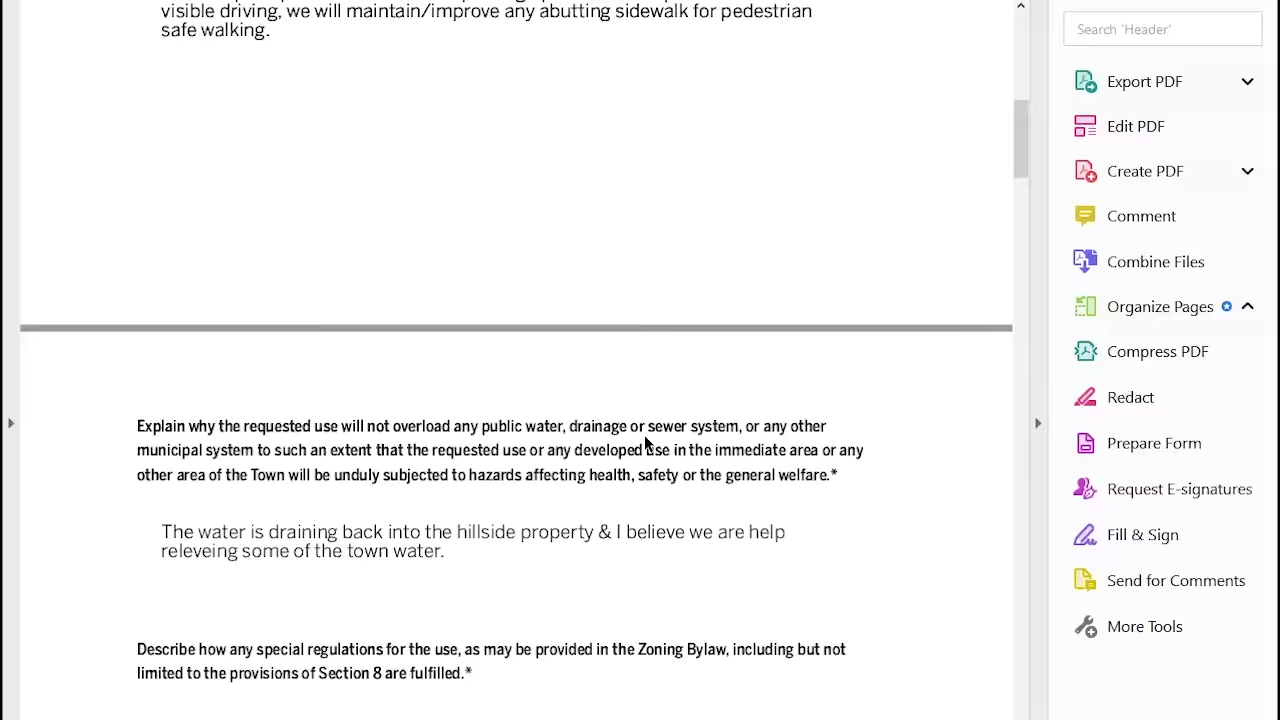 visible driving, we will maintain/improve any abutting sidewalk for pedestrian
safe walking.
Explain why the requested use will not overload any public water, drainage or sewer system, or any other
municipal system to such an extent that the requested use or any developed use in the immediate area or any
other area of the Town will be unduly subjected to hazards affecting health, safety or the general welfare.*
The water is draining back into the hillside property & I believe we are help
releveing some of the town water.
Describe how any special regulations for the use, as may be provided in the Zoning Bylaw, including but not
limited to the provisions of Section 8 are fulfilled.*
Search 'Header'
Export PDF
Edit PDF
Create PDF
Comment
Combine Files
Organize Pages
Compress PDF
Redact
Prepare Form
Request E-signatures
Fill & Sign
Send for Comments
More Tools